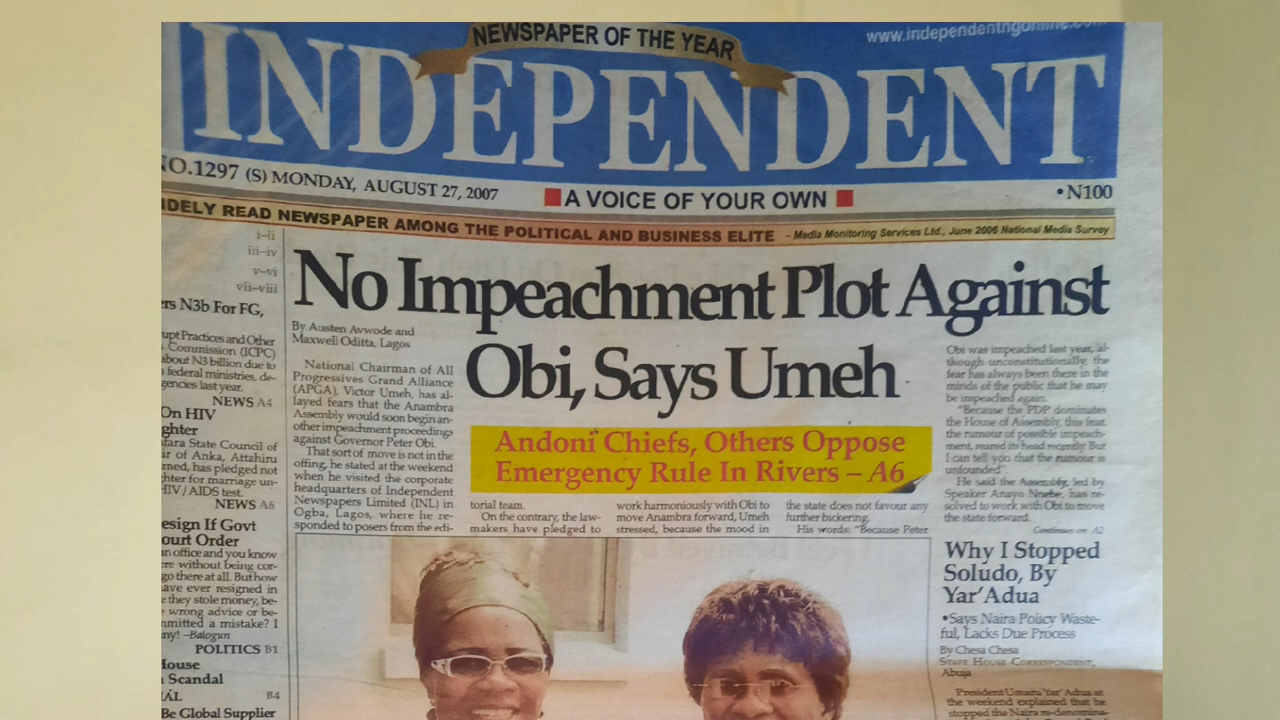 NEWSPAPER OF THE YEAR
www.independentngonline.com
INDEPENDENT
NO.1297 (S) MONDAY, AUGUST 27, 2007
A VOICE OF YOUR OWN
•N100
IDELY READ NEWSPAPER AMONG THE POLITICAL AND BUSINESS ELITE – Media Monitoring Services Ltd., June 2006 National Media Survey
i–ii
iii–iv
v–vi
vii–viii
rs N3b For FG,
upt Practices and Other
Commission (ICPC)
about N3 billion due to
federal ministries, de-
gencies last year.
NEWS A4
On HIV
ghter
fara State Council of
ir of Anka, Attahiru
med, has pledged not
ghter for marriage un-
HIV/AIDS test.
NEWS A6
esign If Govt
ourt Order
an office and you know
re without being cor-
go there at all. But how
ave ever resigned in
e they stole money, be-
wrong advice or be-
mmitted a mistake? I
ny! –Balogun
POLITICS B1
House
Scandal
ÁL B4
Be Global Supplier
No Impeachment Plot Against
Obi, Says Umeh
By Austen Avwode and
Maxwell Oditta, Lagos
National Chairman of All
Progressives Grand Alliance
(APGA), Victor Umeh, has al-
layed fears that the Anambra
Assembly would soon begin an-
other impeachment proceedings
against Governor Peter Obi.
That sort of move is not in the
offing, he stated at the weekend
when he visited the corporate
headquarters of Independent
Newspapers Limited (INL) in
Ogba, Lagos, where he re-
sponded to posers from the edi-
Andoni Chiefs, Others Oppose
Emergency Rule In Rivers – A6
torial team.
On the contrary, the law-
makers have pledged to
work harmoniously with Obi to
move Anambra forward, Umeh
stressed, because the mood in
the state does not favour any
further bickering.
His words: "Because Peter
Obi was impeached last year, al-
though unconstitutionally, the
fear has always been there in the
minds of the public that he may
be impeached again.
"Because the PDP dominates
the House of Assembly, this fear,
the rumour of possible impeach-
ment, reared its head recently. But
I can tell you that the rumour is
unfounded".
He said the Assembly, led by
Speaker Anayo Nnebe, has re-
solved to work with Obi to move
the state forward.
Continues on A2
Why I Stopped
Soludo, By
Yar'Adua
•Says Naira Policy Waste-
ful, Lacks Due Process
By Chesa Chesa
STATE HOUSE CORRESPONDENT,
Abuja
President Umaru Yar' Adua at
the weekend explained that he
stopped the Naira re-denomina-